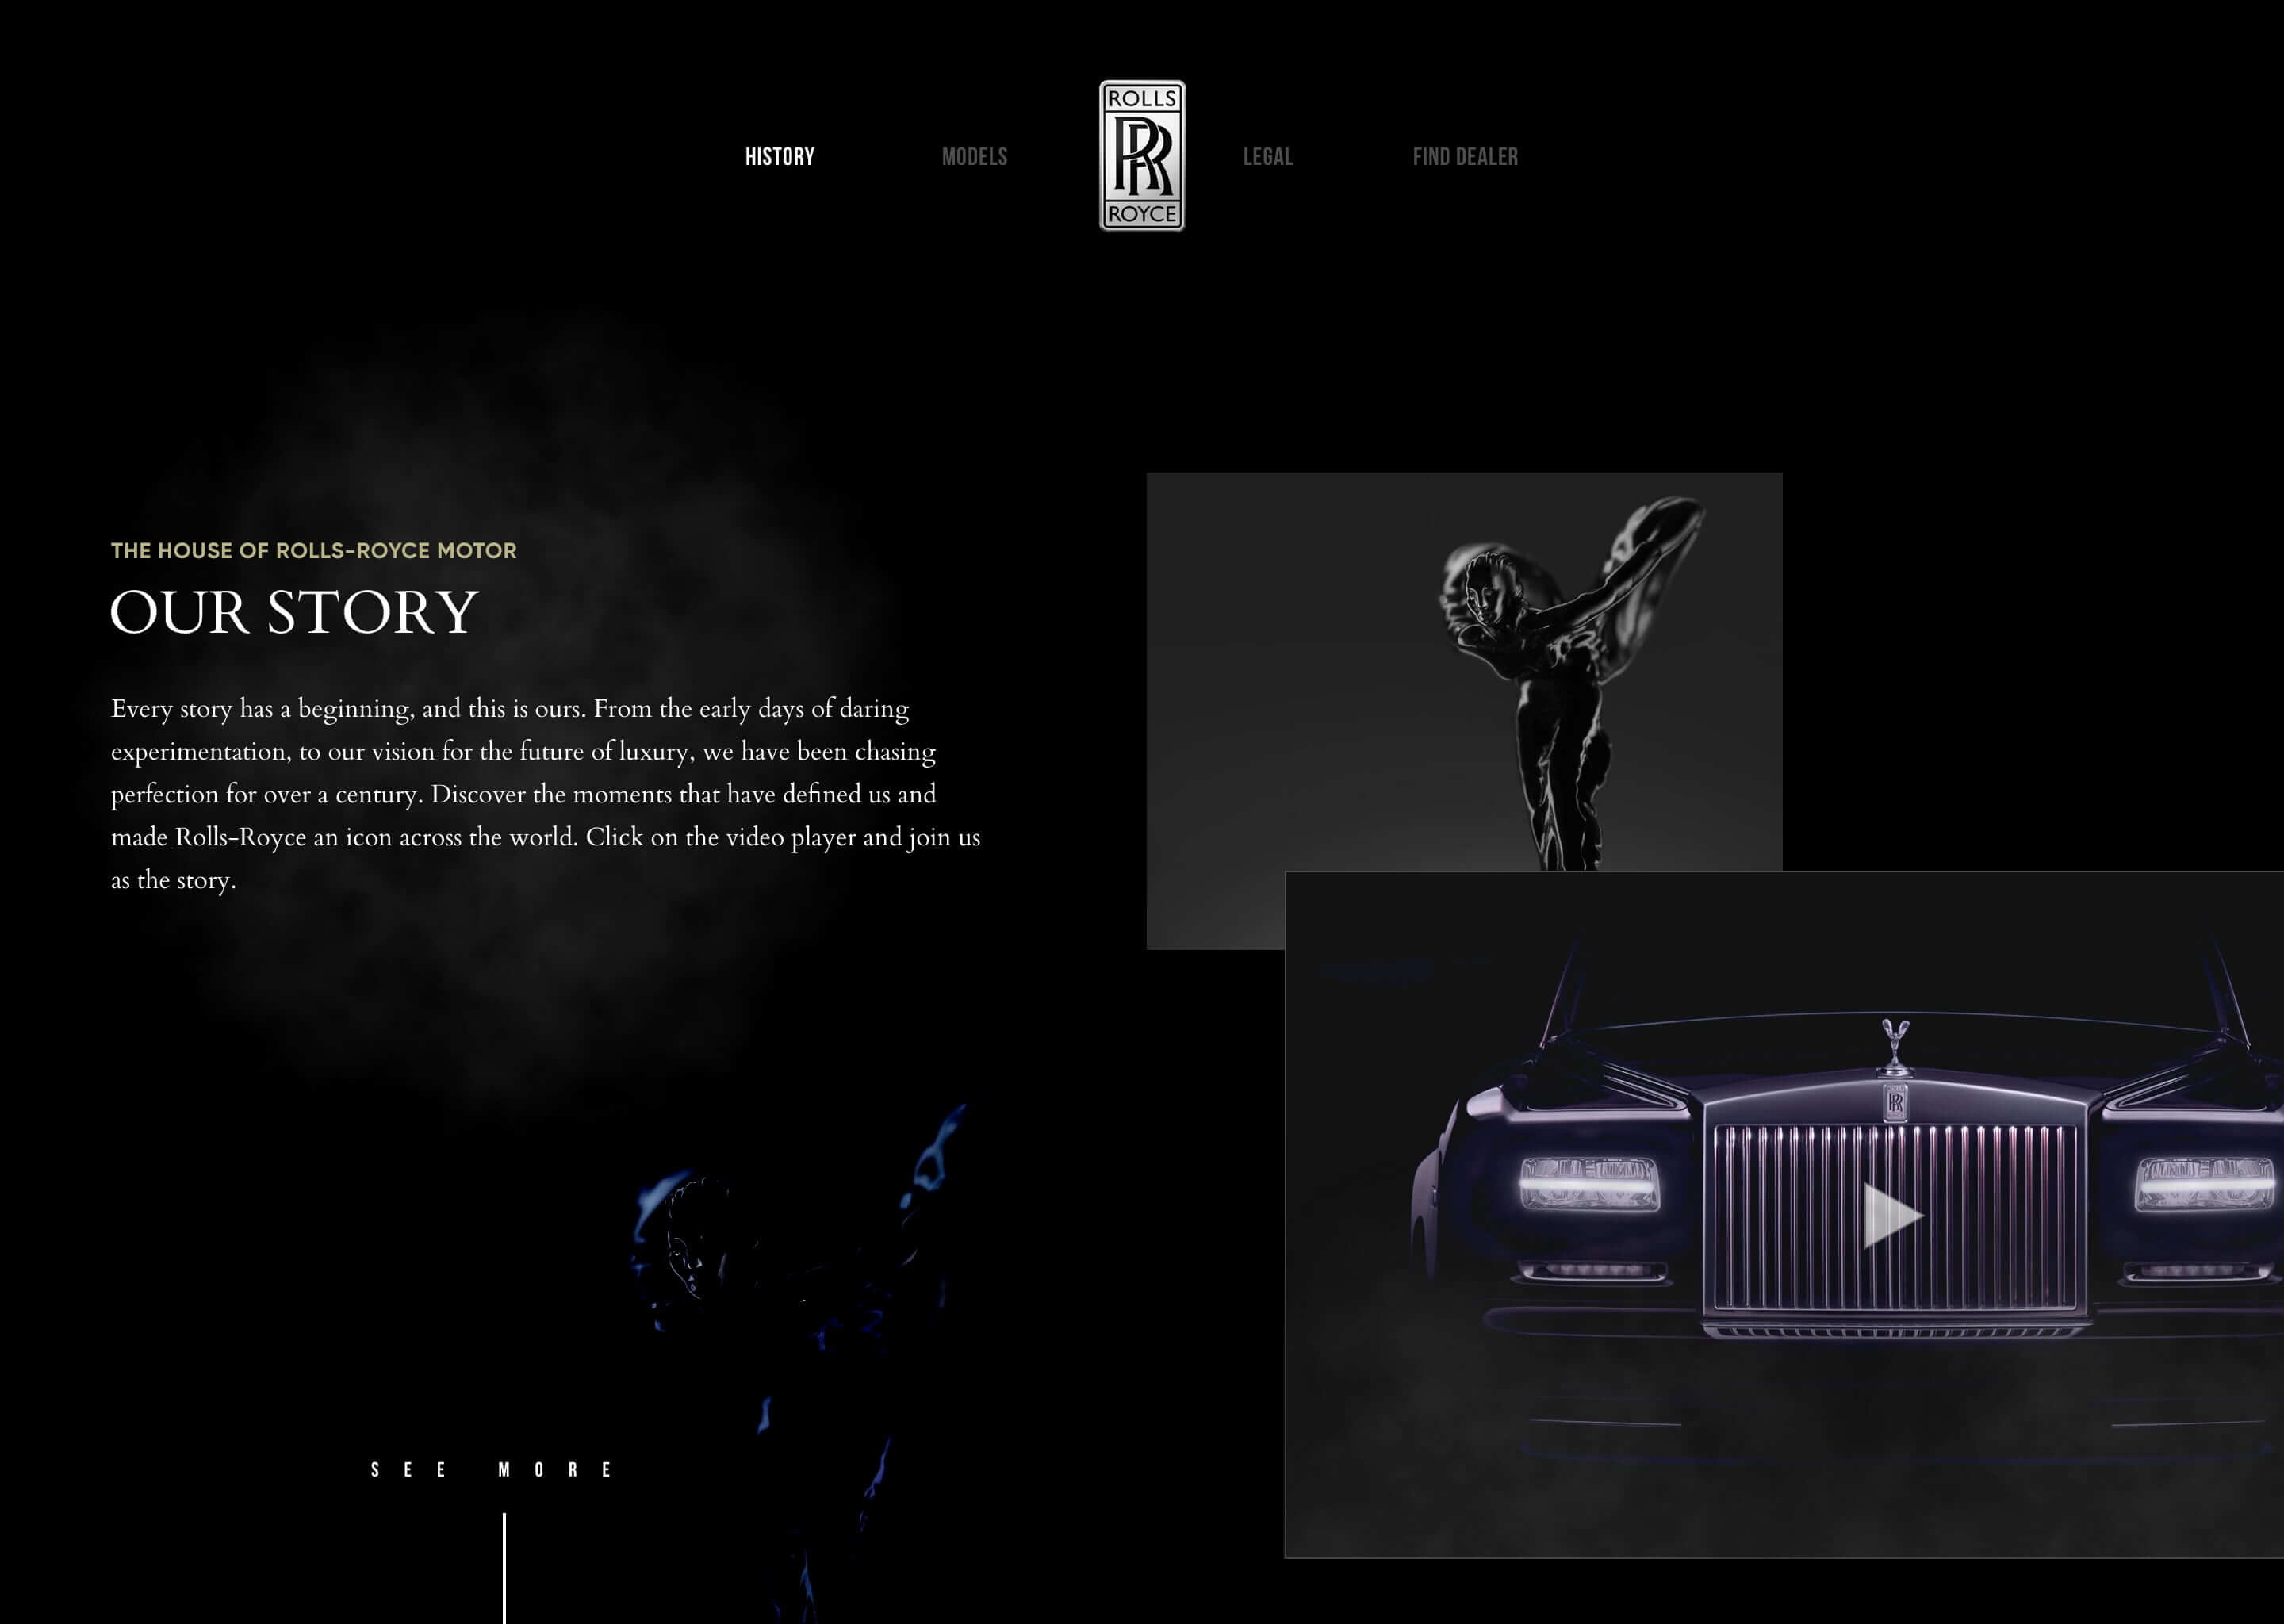 HISTORY
MODELS
ROLLS
RR
ROYCE
LEGAL
FIND DEALER
THE HOUSE OF ROLLS-ROYCE MOTOR
OUR STORY
Every story has a beginning, and this is ours. From the early days of daring
experimentation, to our vision for the future of luxury, we have been chasing
perfection for over a century. Discover the moments that have defined us and
made Rolls-Royce an icon across the world. Click on the video player and join us
as the story.
RR
SEE MORE